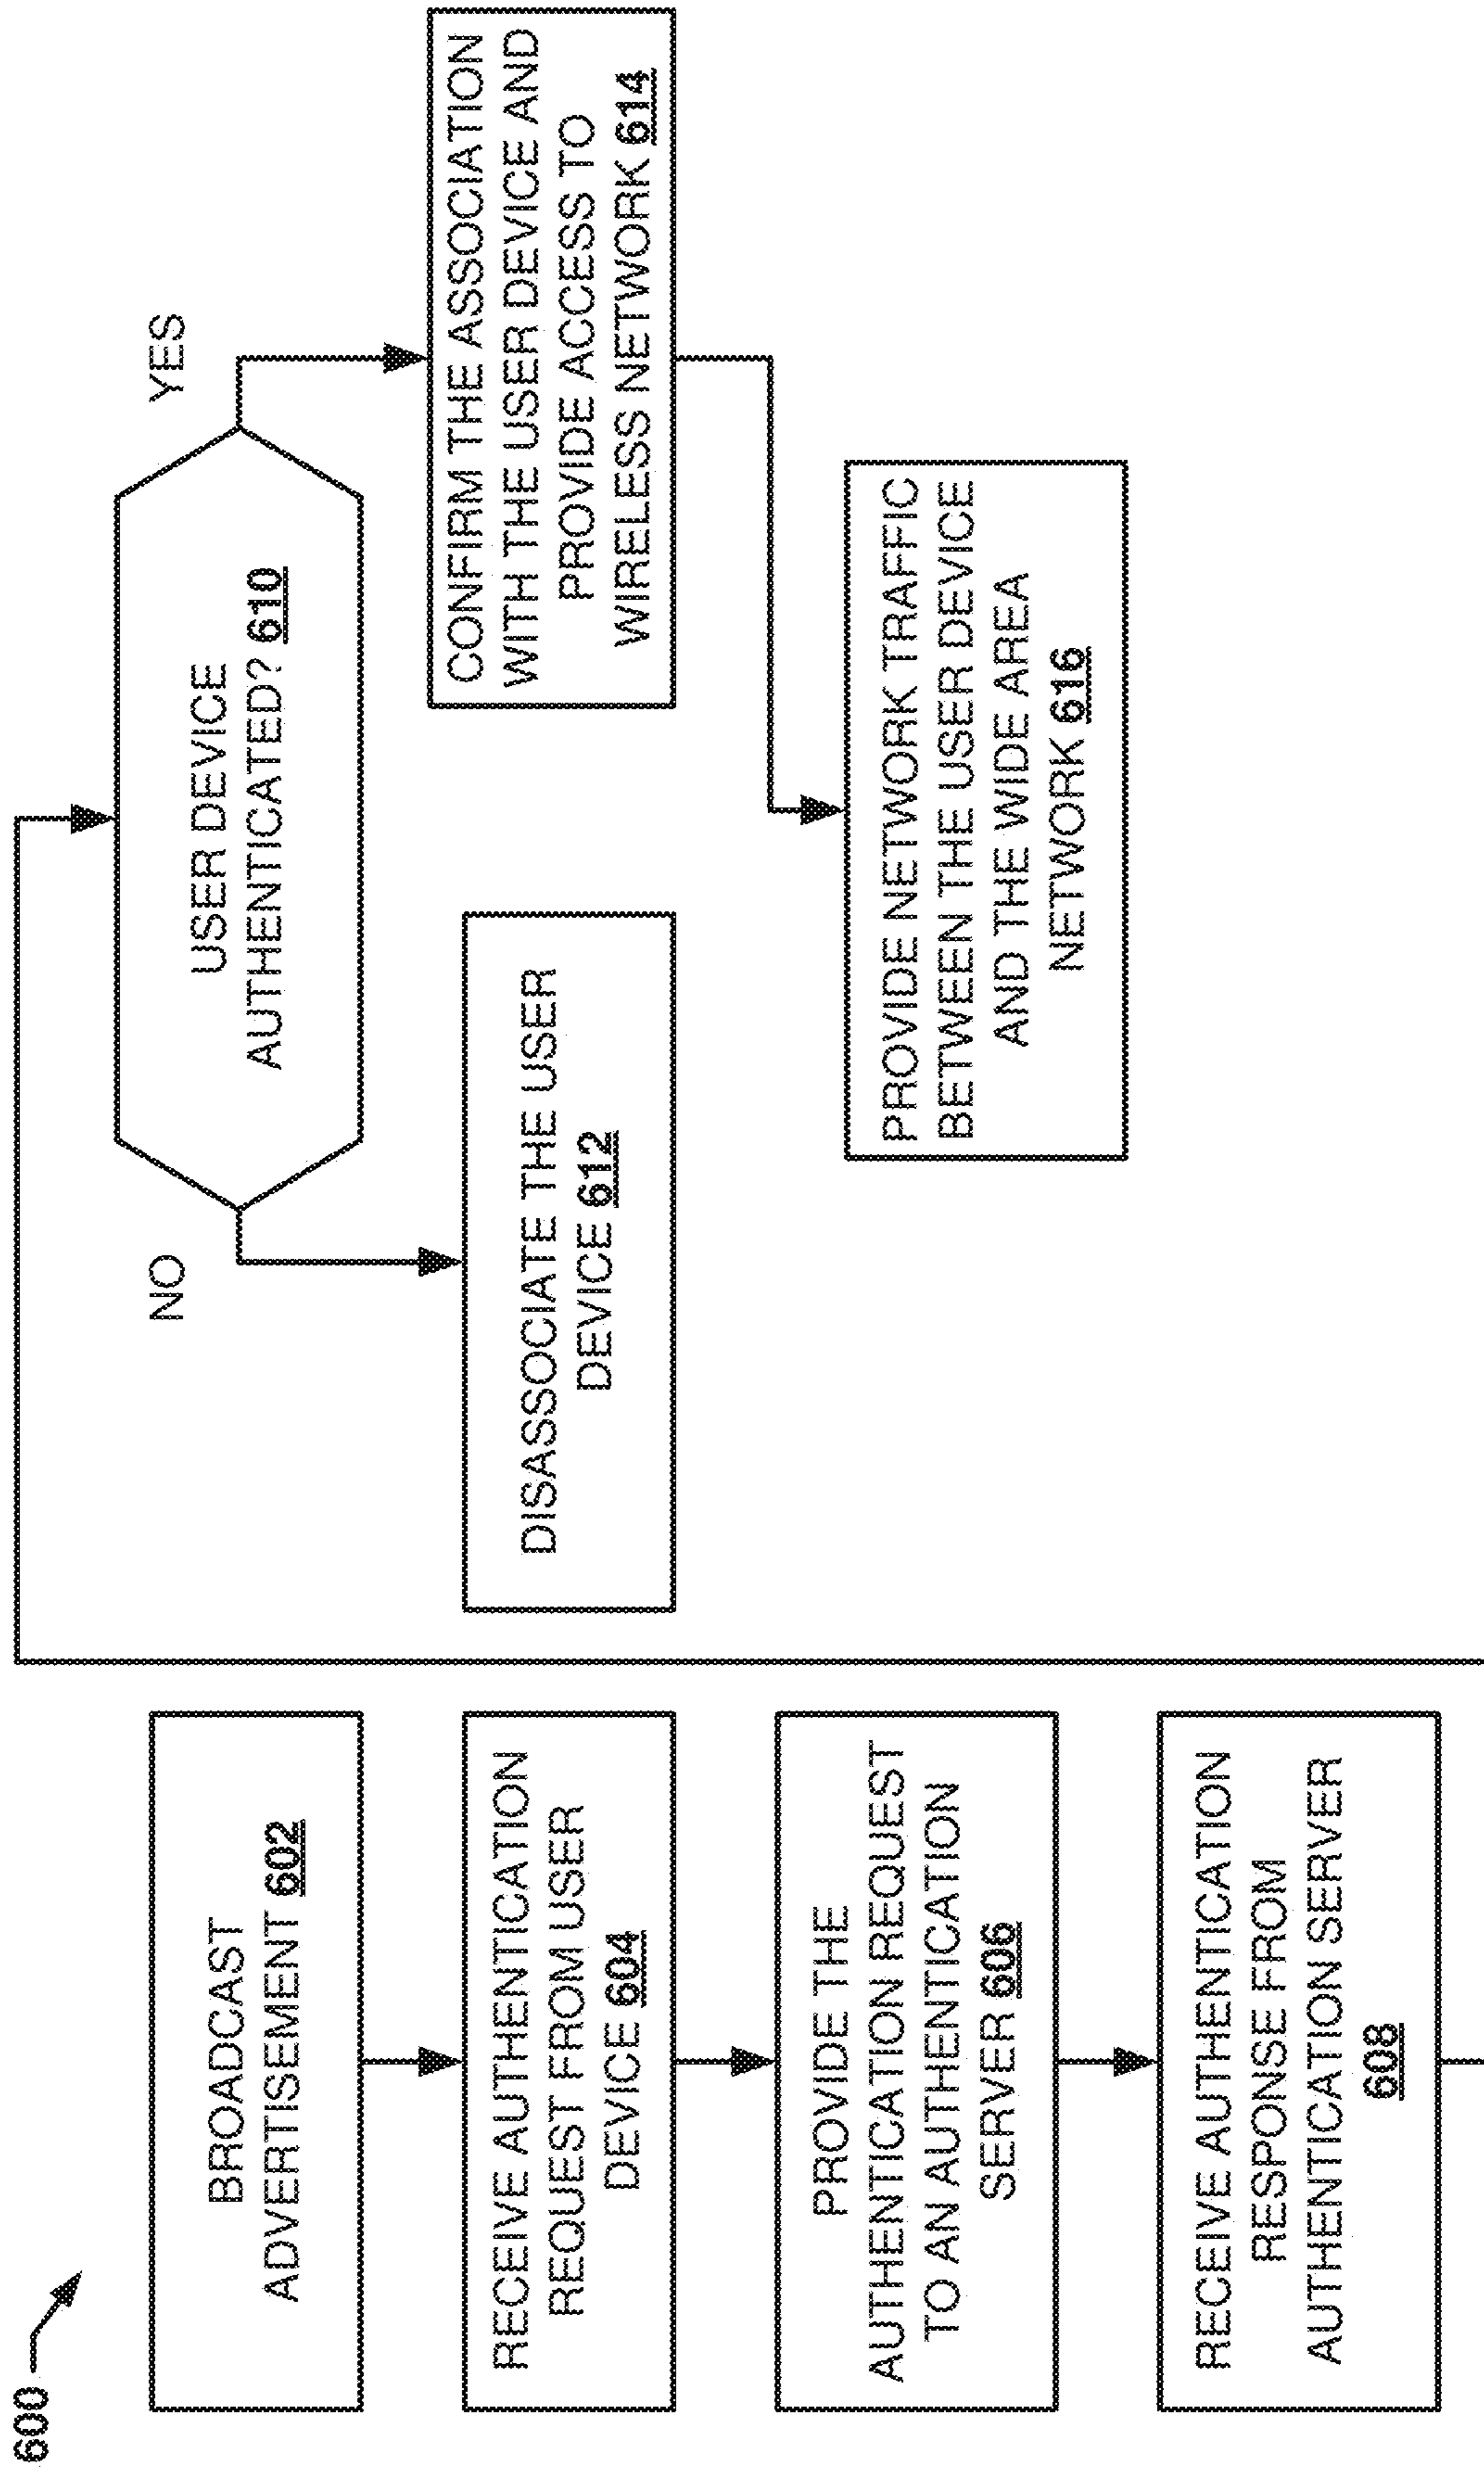 600
BROADCAST
ADVERTISEMENT 602
RECEIVE AUTHENTICATION
REQUEST FROM USER
DEVICE 604
PROVIDE THE
AUTHENTICATION REQUEST
TO AN AUTHENTICATION
SERVER 606
RECEIVE AUTHENTICATION
RESPONSE FROM
AUTHENTICATION SERVER
608
USER DEVICE
AUTHENTICATED? 610
NO
YES
DISASSOCIATE THE USER
DEVICE 612
CONFIRM THE ASSOCIATION
WITH THE USER DEVICE AND
PROVIDE ACCESS TO
WIRELESS NETWORK 614
PROVIDE NETWORK TRAFFIC
BETWEEN THE USER DEVICE
AND THE WIDE AREA
NETWORK 616